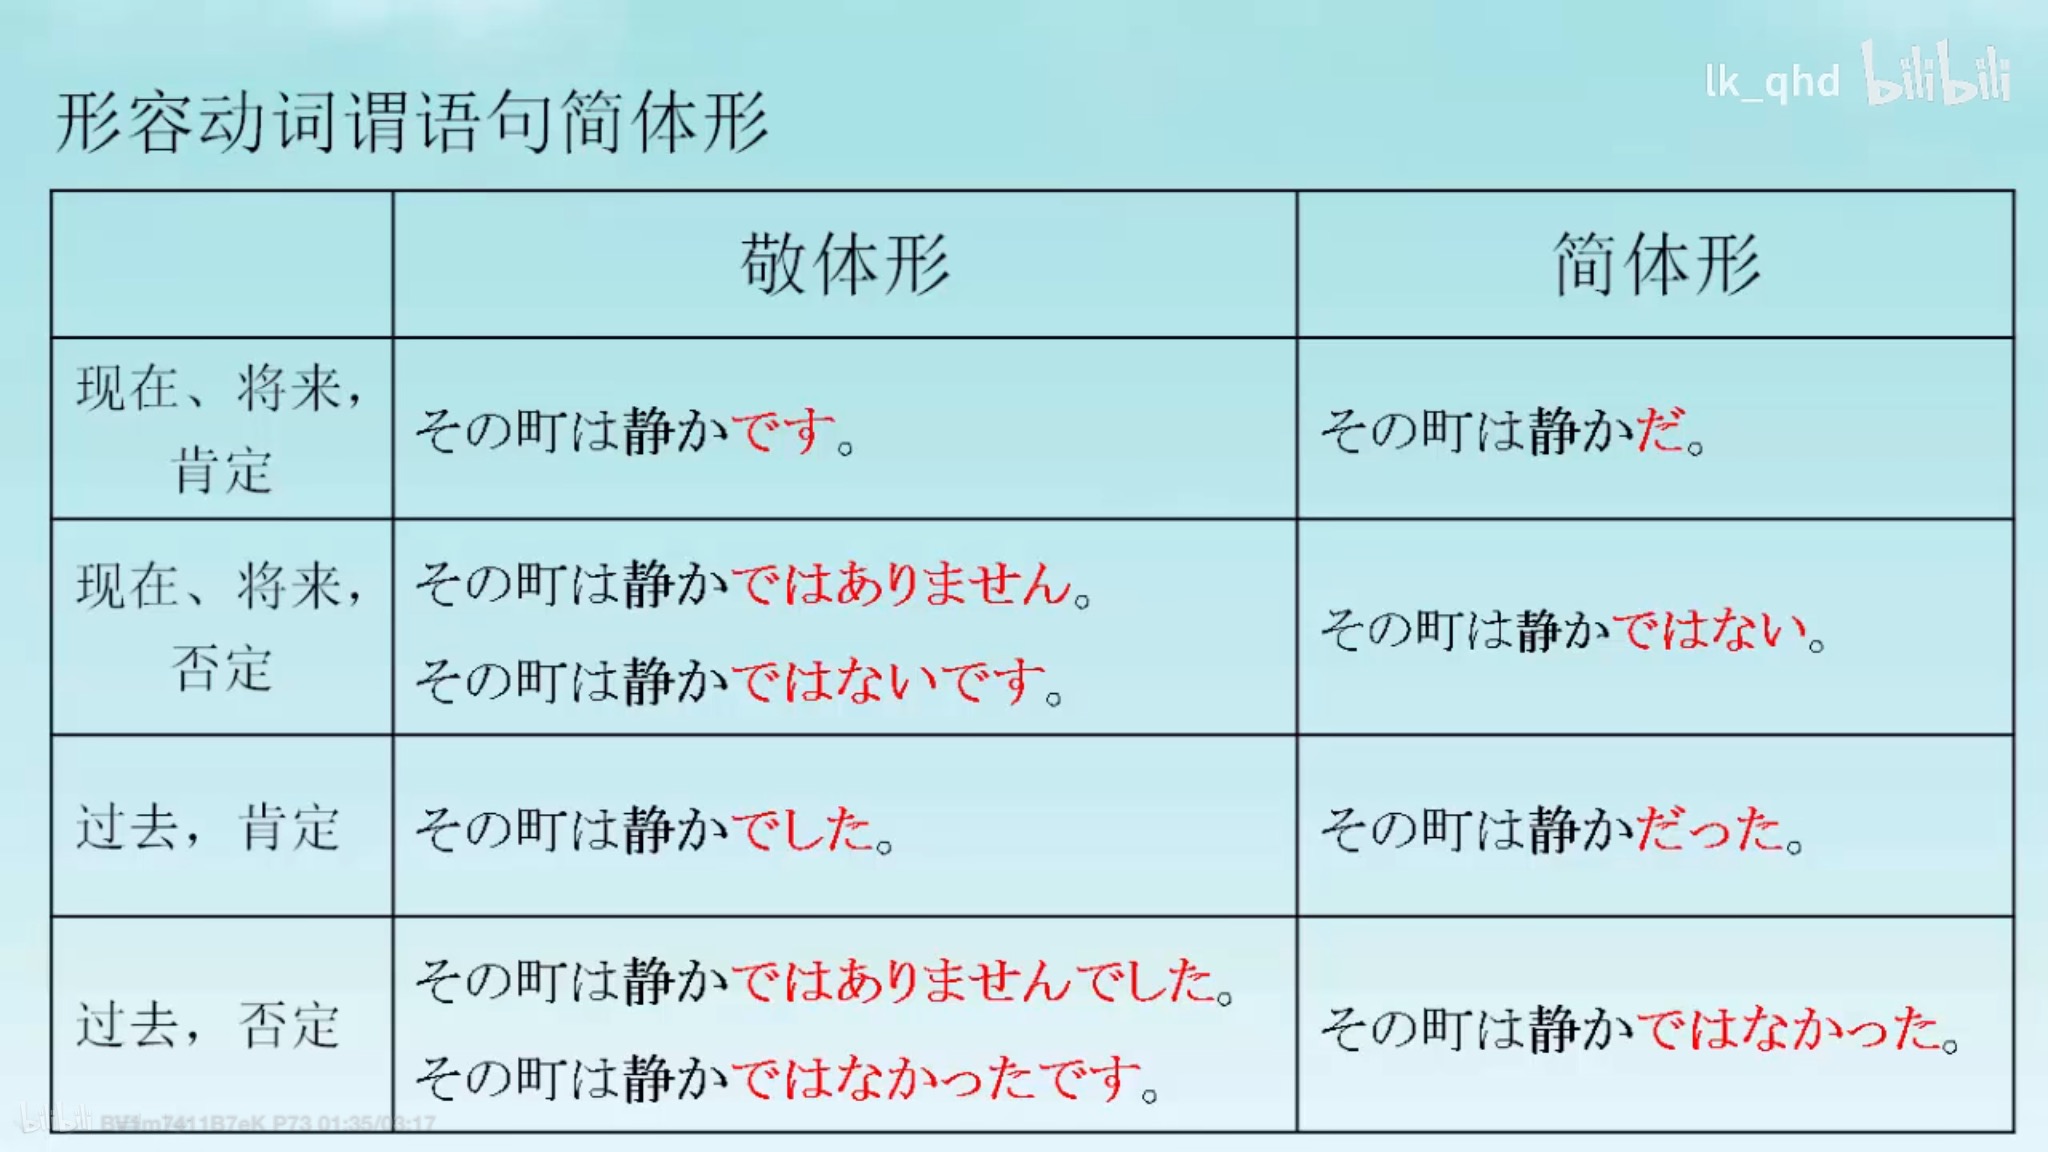 lk_qhd bilibili
形容动词谓语句简体形
敬体形
简体形
现在、将来，
肯定
その町は静かです。
その町は静かだ。
现在、将来，
否定
その町は静かではありません。
その町は静かではないです。
その町は静かではない。
过去，肯定
その町は静かでした。
その町は静かだった。
过去，否定
その町は静かではありませんでした。
その町は静かではなかったです。
その町は静かではなかった。
bilibili
P73 01:35/03:17